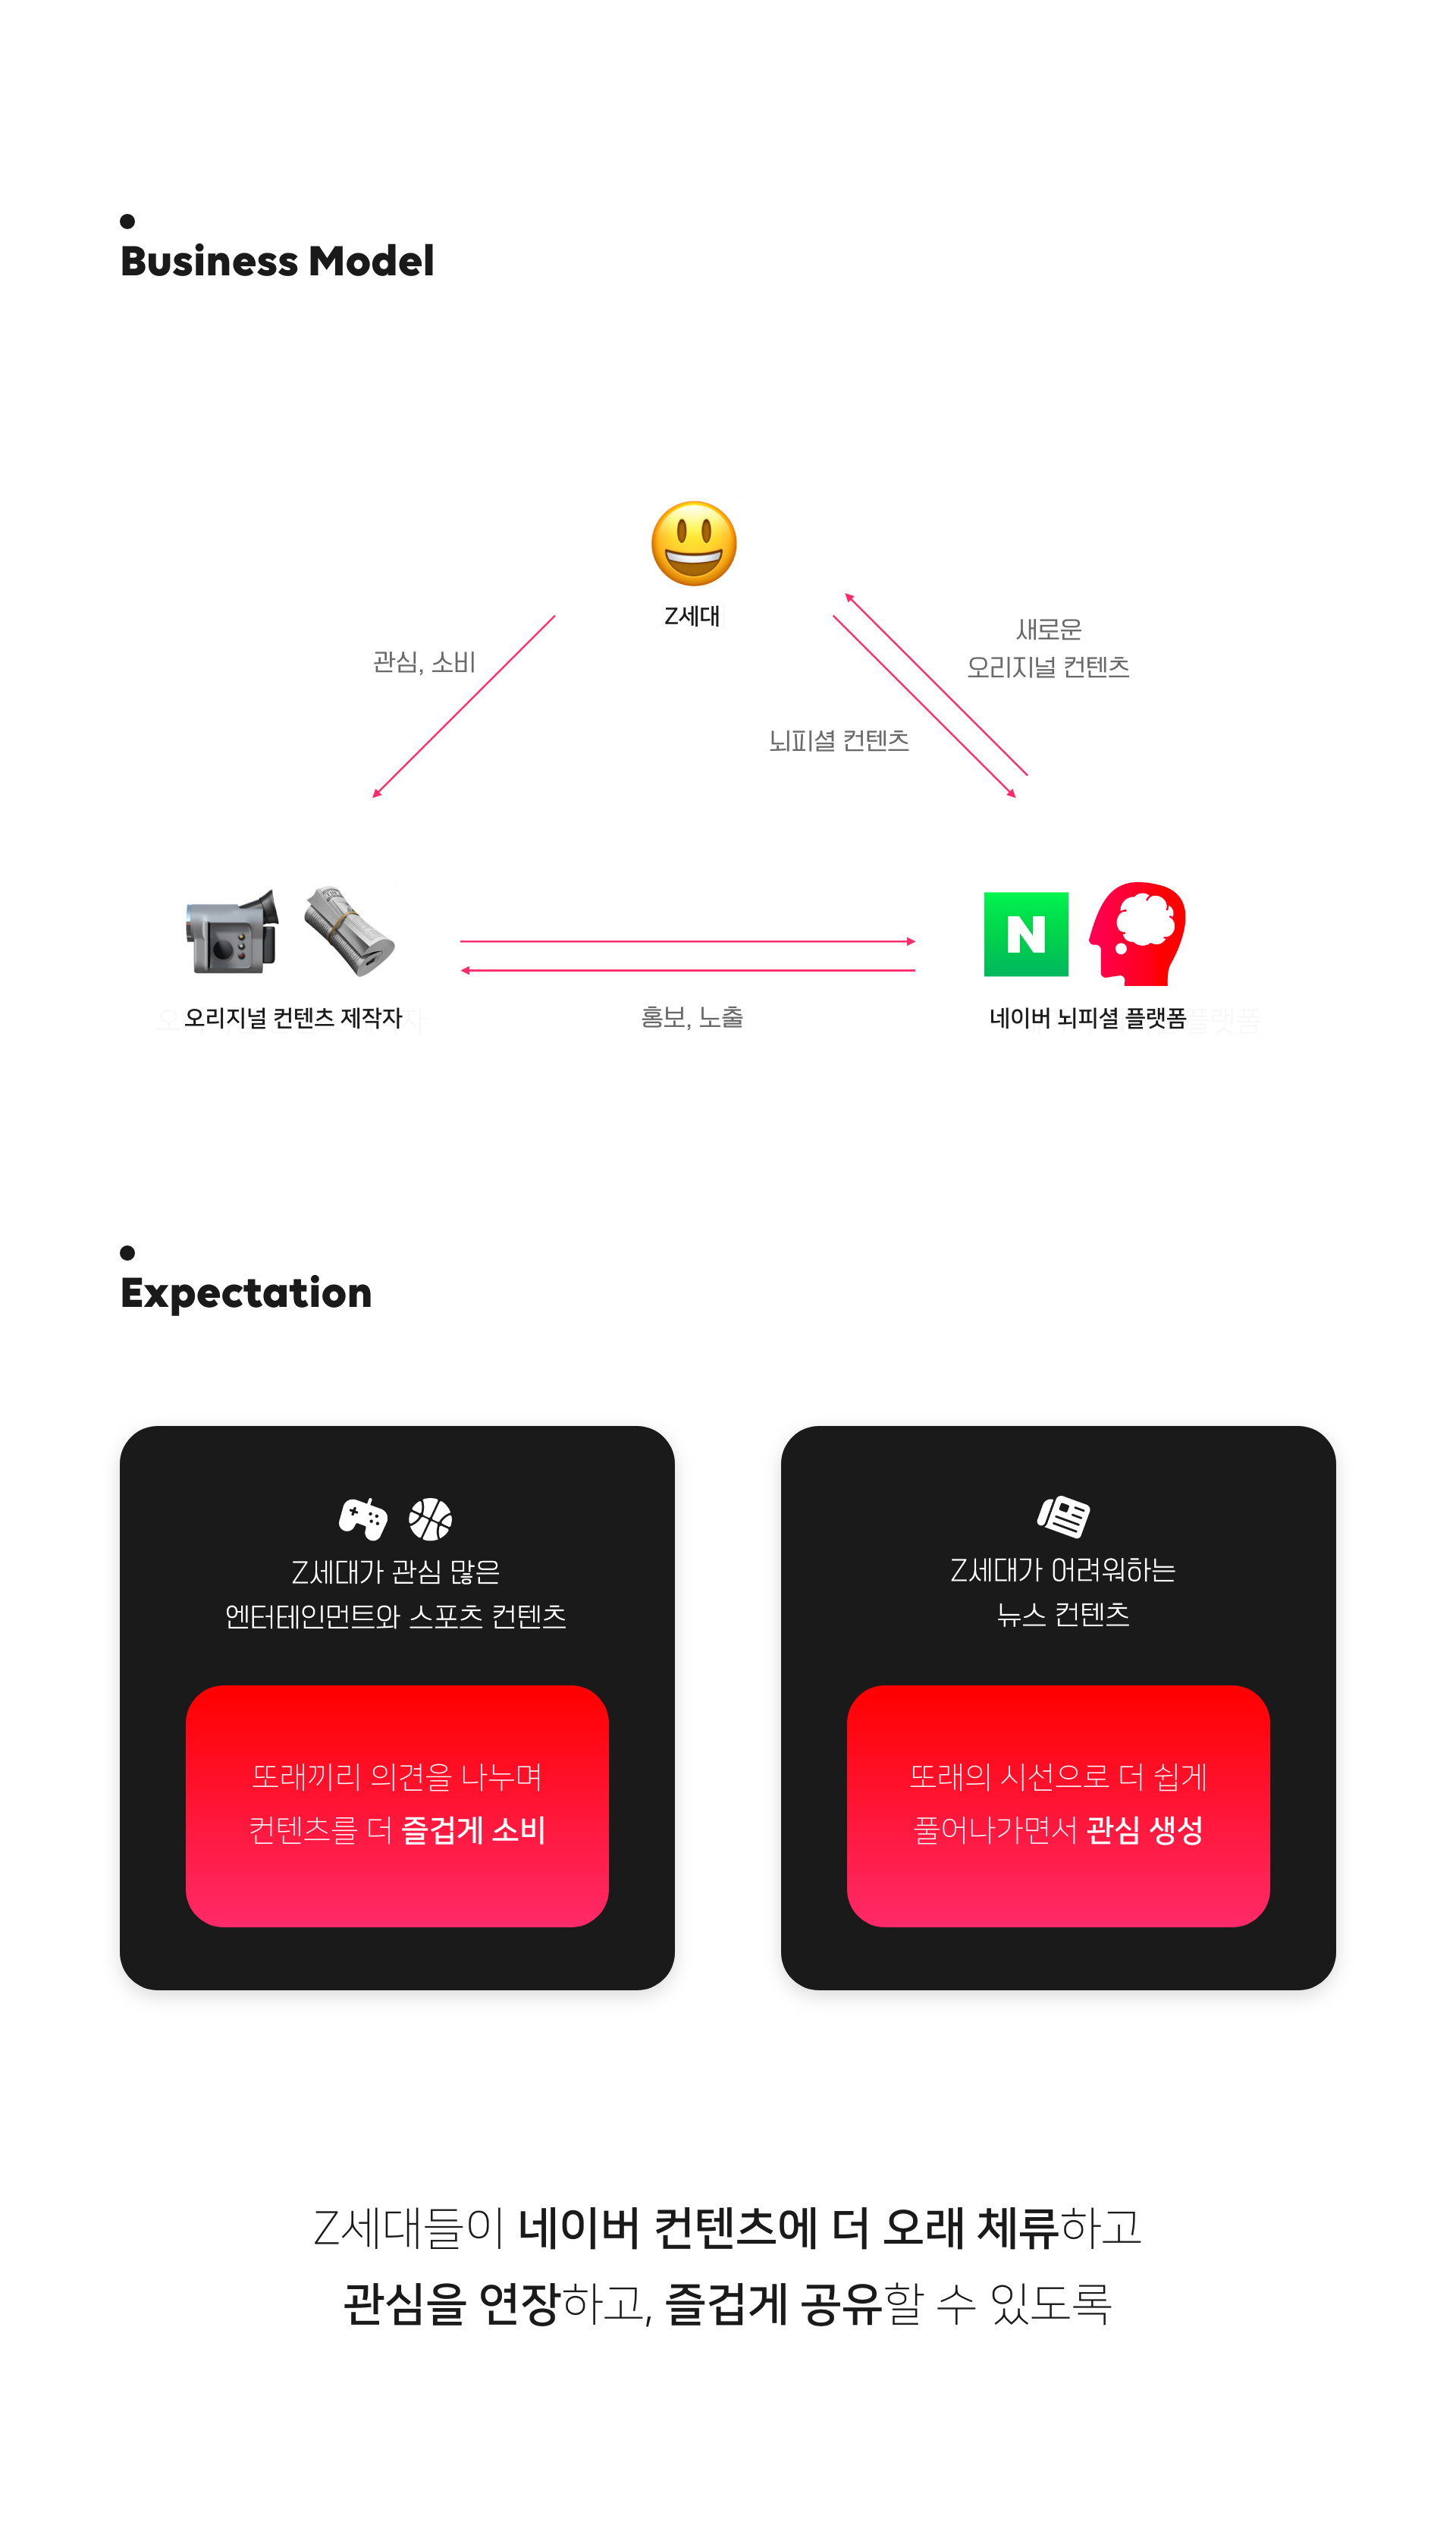 Business Model
Z세대
관심, 소비
새로운
오리지널 컨텐츠
뇌피셜 컨텐츠
N
오리지널 컨텐츠 제작자
홍보, 노출
네이버 뇌피셜 플랫폼
Expectation
Z세대가 관심 많은
엔터테인먼트와 스포츠 컨텐츠
또래끼리 의견을 나누며
컨텐츠를 더 즐겁게 소비
Z세대가 어려워하는
뉴스 컨텐츠
또래의 시선으로 더 쉽게
풀어나가면서 관심 생성
Z세대들이 네이버 컨텐츠에 더 오래 체류하고
관심을 연장하고, 즐겁게 공유할 수 있도록